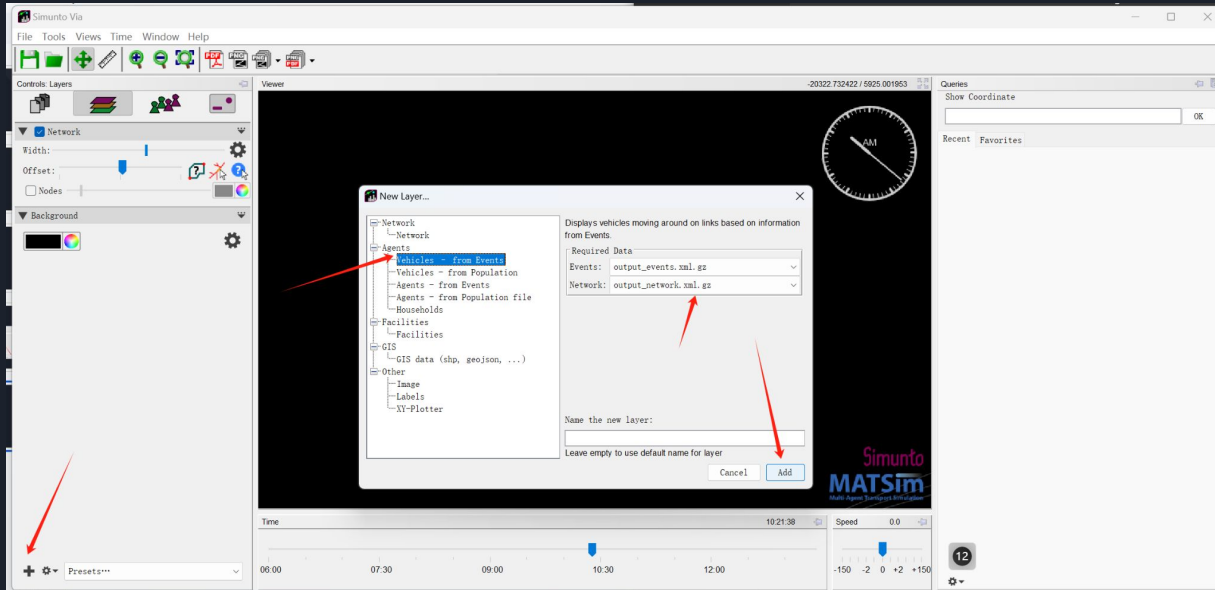 Simunto Via
File Tools Views Time Window Help
Controls: Layers
Viewer
-20322.732422 / 5925.001953
Queries
Show Coordinate
OK
Recent Favorites
Network
Width:
Offset:
Nodes
Background
AM
New Layer...
Network
Network
Agents
Vehicles - from Events
Vehicles - from Population
Agents - from Events
Agents - from Population file
Households
Facilities
Facilities
GIS
GIS data (shp, geojson, ...)
Other
Image
Labels
XY-Plotter
Displays vehicles moving around on links based on information
from Events.
Required Data
Events: output_events.xml.gz
Network: output_network.xml.gz
Name the new layer:
Leave empty to use default name for layer
Cancel Add
Simunto
MATSim
Multi-Agent Transport Simulation
Time
10:21:38
Speed 0.0
06:00 07:30 09:00 10:30 12:00
-150 -2 0 +2 +150
Presets...
12